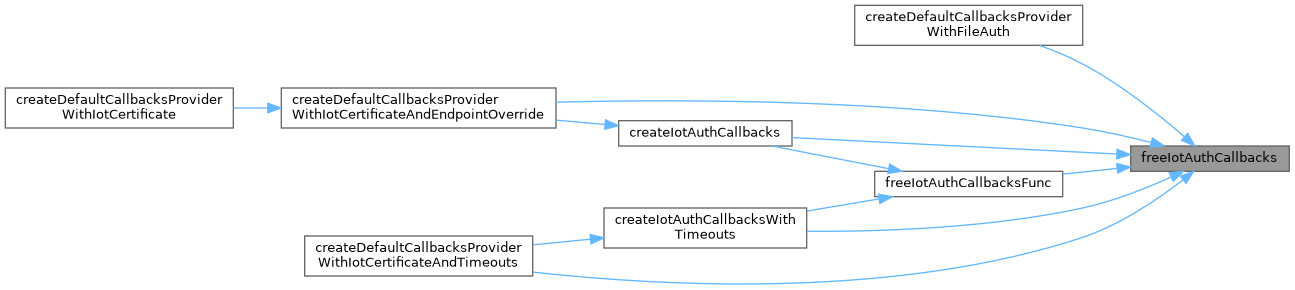 createDefaultCallbacksProvider
WithFileAuth
createDefaultCallbacksProvider
WithIotCertificate
createDefaultCallbacksProvider
WithIotCertificateAndEndpointOverride
createIotAuthCallbacks
freeIotAuthCallbacks
freeIotAuthCallbacksFunc
createIotAuthCallbacksWith
Timeouts
createDefaultCallbacksProvider
WithIotCertificateAndTimeouts